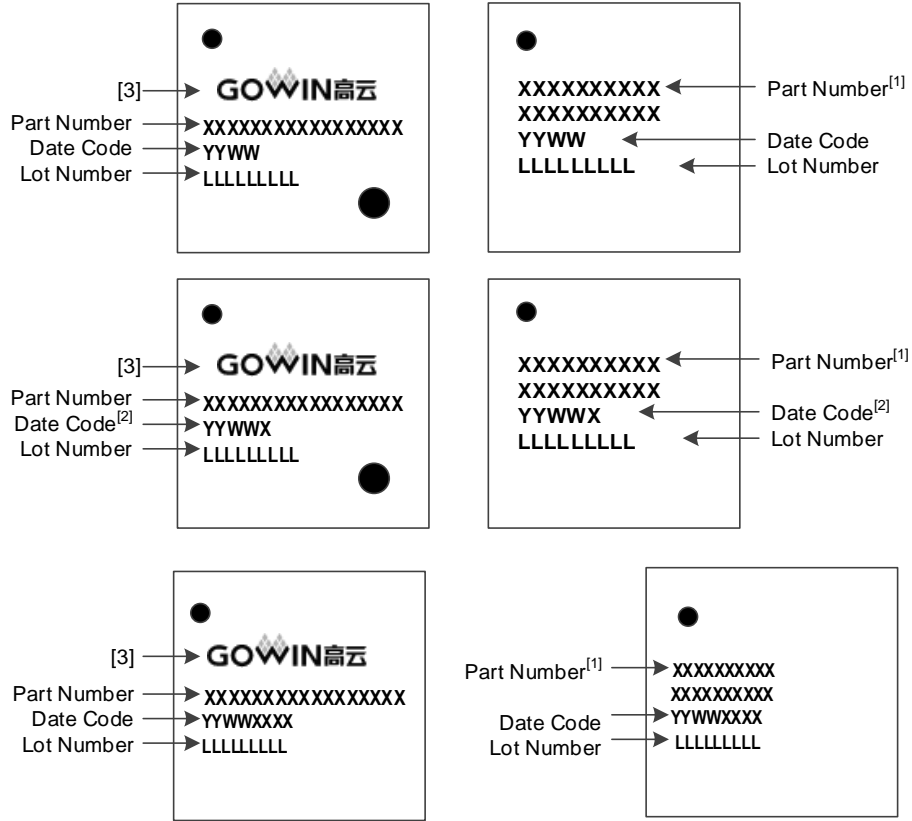 [3] GOWIN高云
Part Number XXXXXXXXXXXXXXXXX
Date Code YYWW
Lot Number LLLLLLLLL
XXXXXXXXXX Part Number[1]
XXXXXXXXXX
YYWW Date Code
LLLLLLLLL Lot Number
[3] GOWIN高云
Part Number XXXXXXXXXXXXXXXXX
Date Code[2] YYWWX
Lot Number LLLLLLLLL
XXXXXXXXXX Part Number[1]
XXXXXXXXXX
YYWWX Date Code[2]
LLLLLLLLL Lot Number
[3] GOWIN高云
Part Number XXXXXXXXXXXXXXXXX
Date Code YYWWXXXX
Lot Number LLLLLLLLL
Part Number[1] XXXXXXXXXX
XXXXXXXXXX
Date Code YYWWXXXX
Lot Number LLLLLLLLL